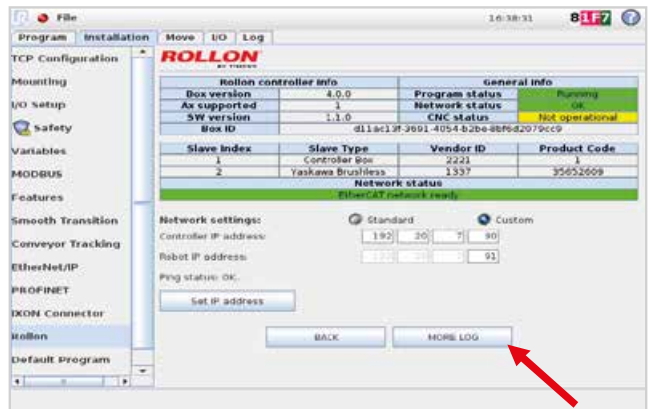 File 16:38:31 81F7 ?
Program Installation Move I/O Log
TCP Configuration
Mounting
I/O Setup
Safety
Variables
MODBUS
Features
Smooth Transition
Conveyor Tracking
EtherNet/IP
PROFINET
IXON Connector
Rollon
Default Program
ROLLON
BY TIMKEN
Rollon controller info General info
Box version 4.0.0 Program status Running
Ax supported 1 Network status OK
SW version 1.1.0 CNC status Not operational
Box ID
Slave Index Slave Type Vendor ID Product Code
1 Controller Box 2221 1
2 Yaskawa Brushless 1337 35652609
Network status
EtherCAT network ready
Network settings: Standard Custom
Controller IP address: 192 20 7 90
Robot IP address: 91
Ping status: OK.
Set IP address
BACK MORE LOG